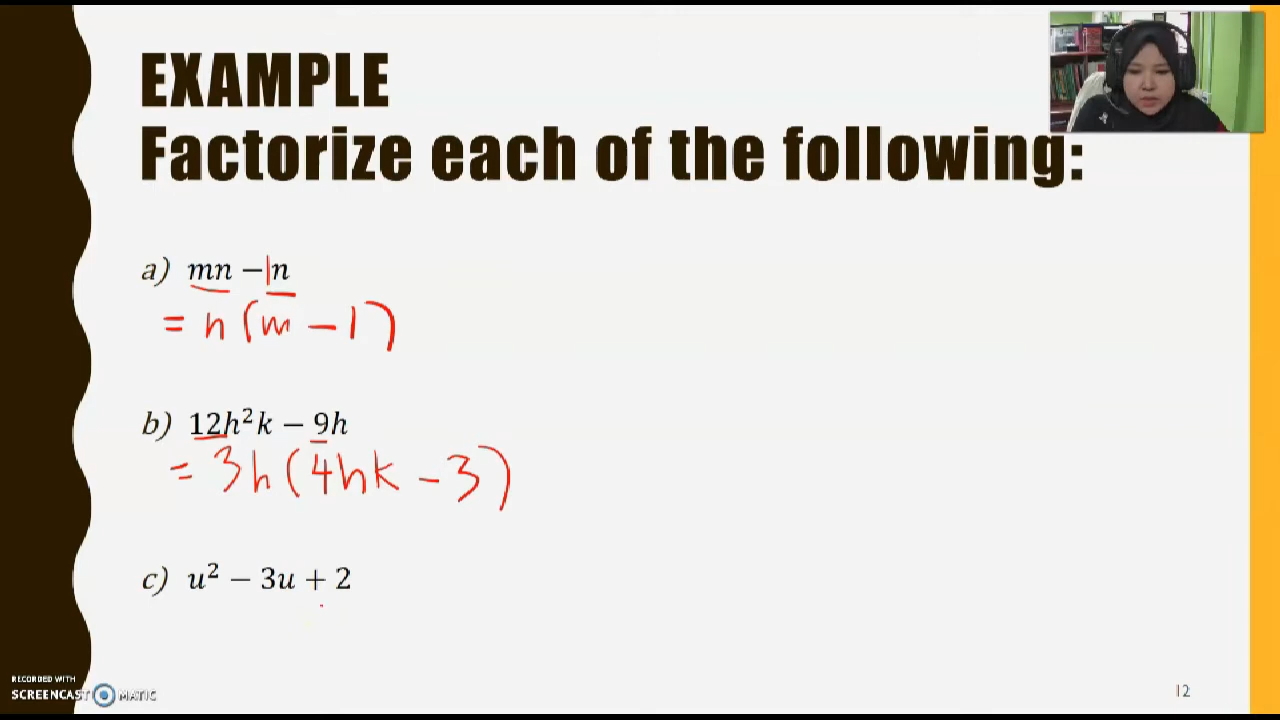 EXAMPLE
Factorize each of the following:
a) mn − 1n
= n(m − 1)
b) 12h²k − 9h
= 3h(4hk − 3)
c) u² − 3u + 2
RECORDED WITH
SCREENCAST MATIC
12